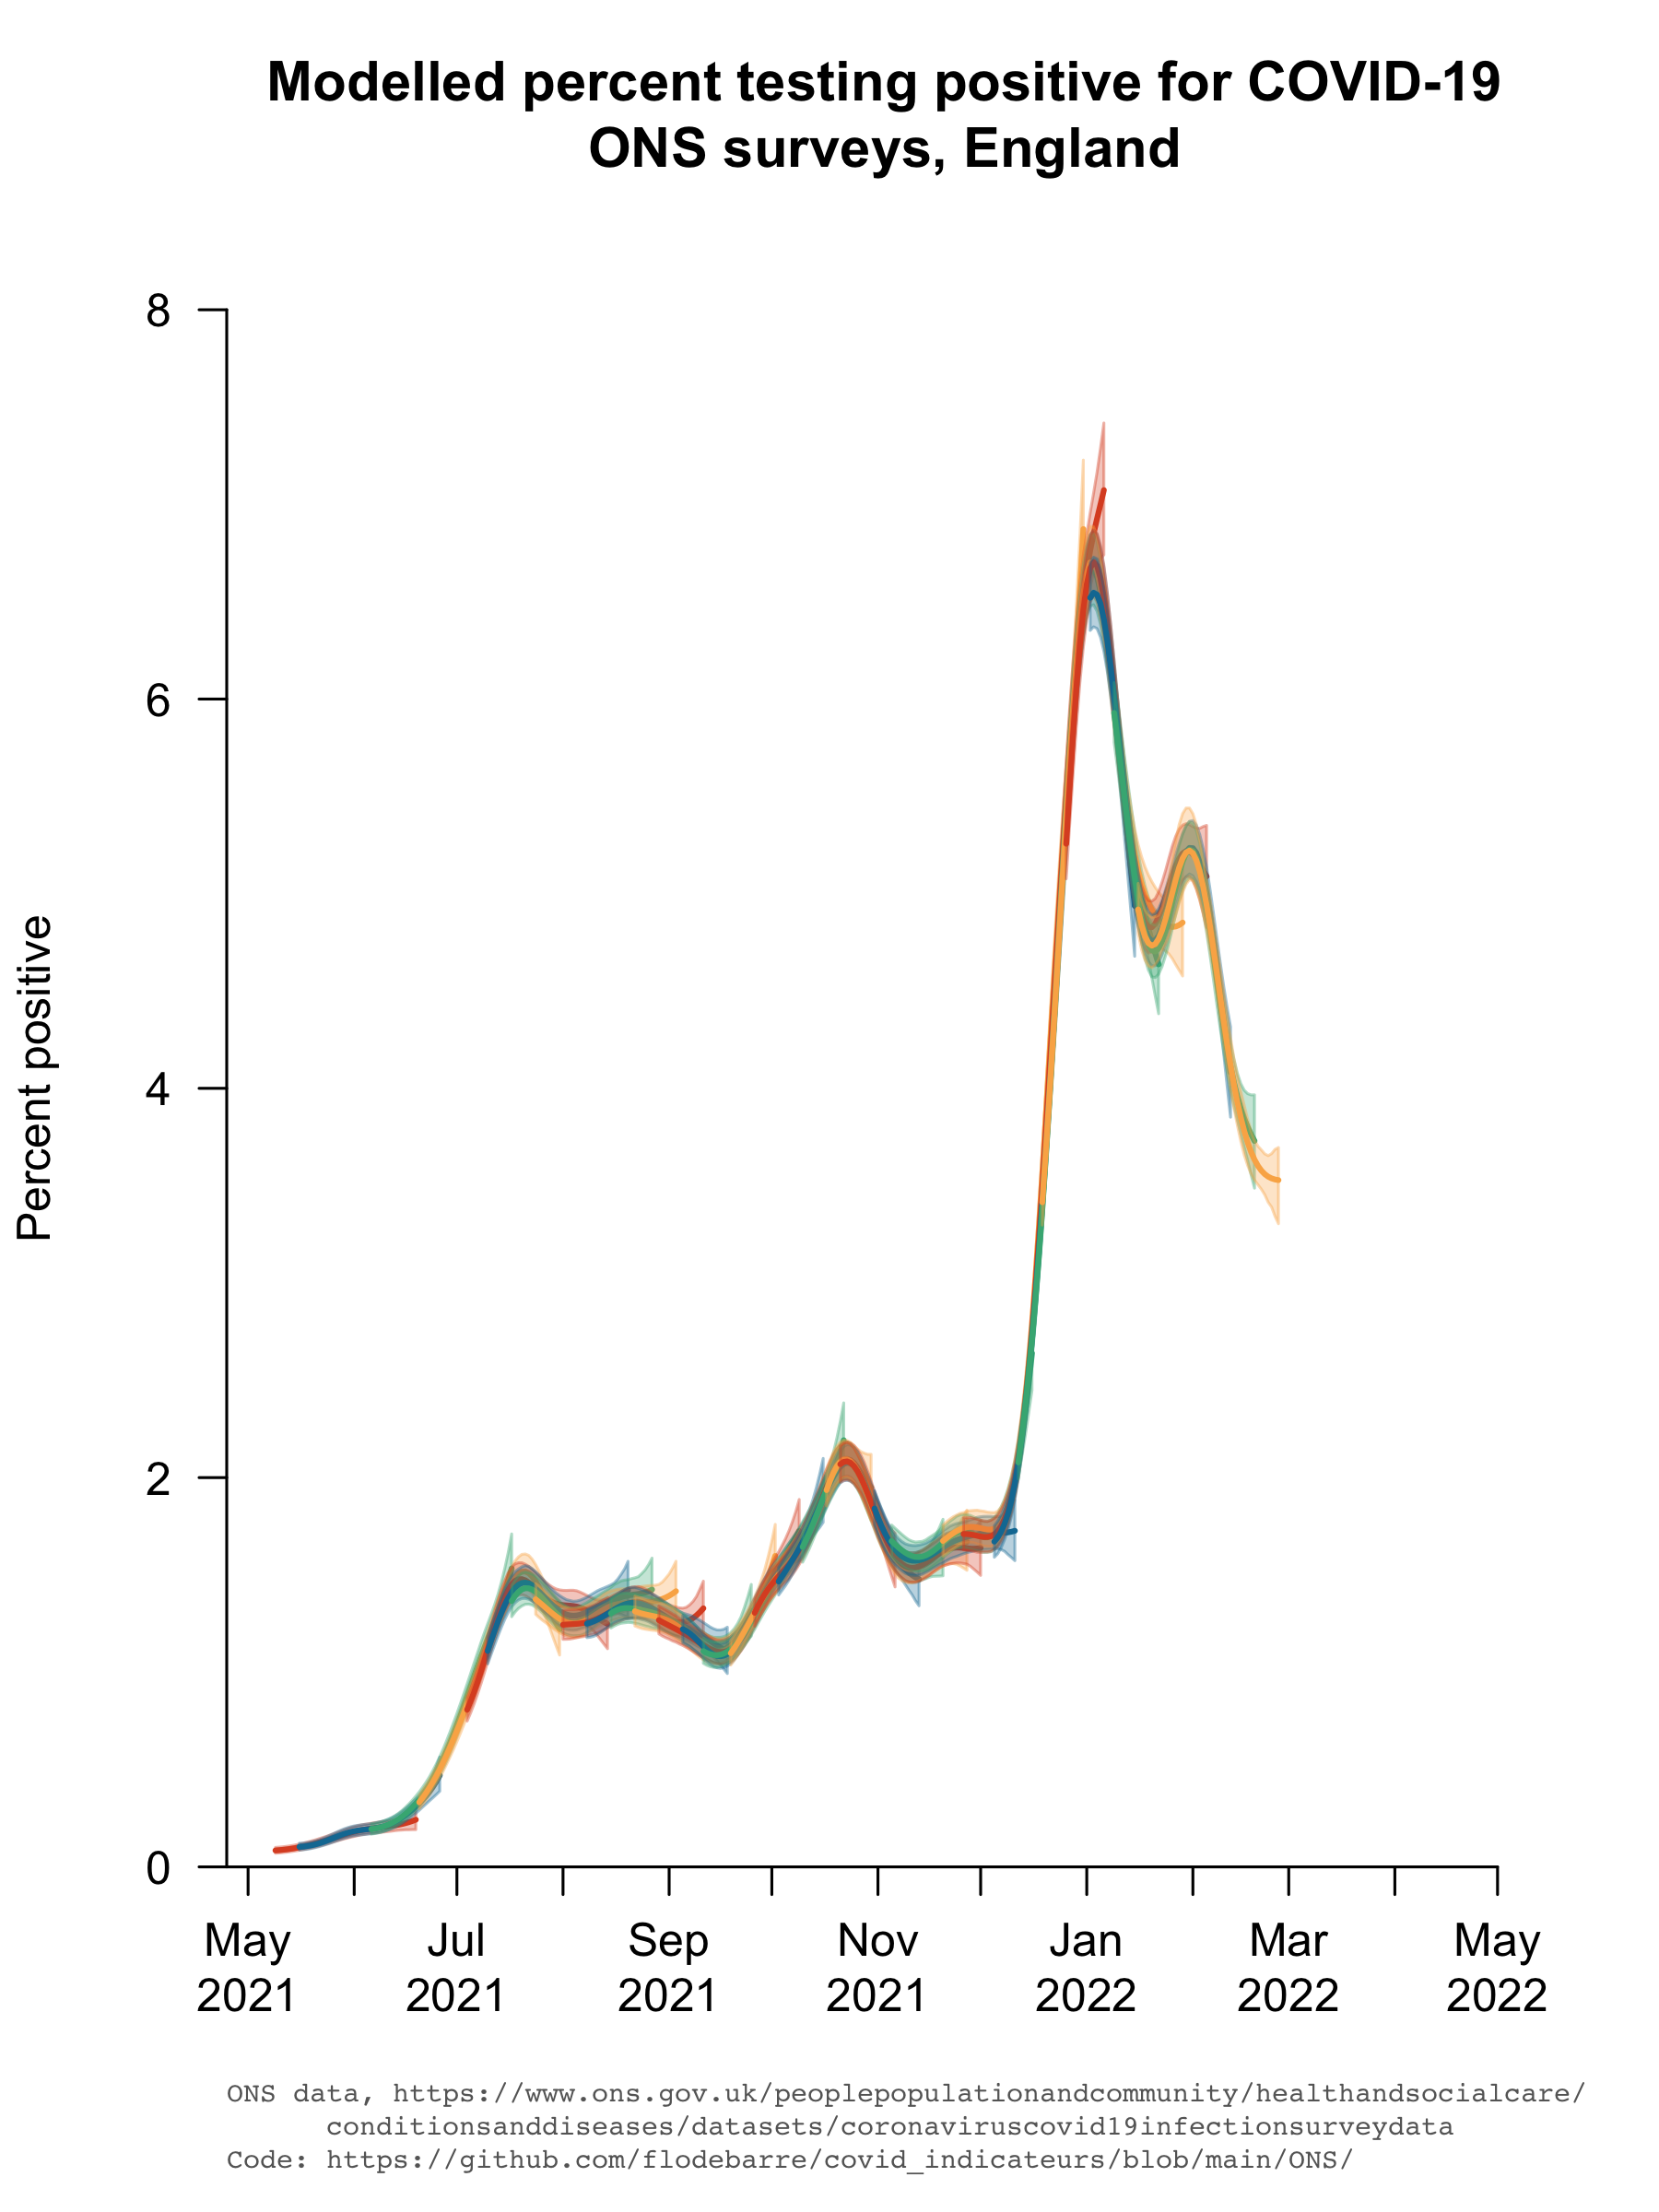 Modelled percent testing positive for COVID-19
ONS surveys, England
Percent positive
8
6
4
2
0
May 2021
Jul 2021
Sep 2021
Nov 2021
Jan 2022
Mar 2022
May 2022
ONS data, https://www.ons.gov.uk/peoplepopulationandcommunity/healthandsocialcare/
conditionsanddiseases/datasets/coronaviruscovid19infectionsurveydata
Code: https://github.com/flodebarre/covid_indicateurs/blob/main/ONS/